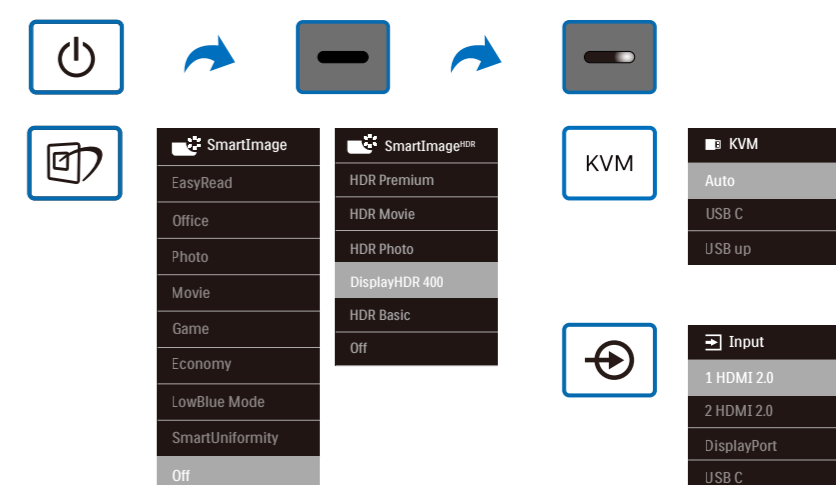 SmartImage
EasyRead
Office
Photo
Movie
Game
Economy
LowBlue Mode
SmartUniformity
Off
SmartImageHDR
HDR Premium
HDR Movie
HDR Photo
DisplayHDR 400
HDR Basic
Off
KVM
KVM
Auto
USB C
USB up
Input
1 HDMI 2.0
2 HDMI 2.0
DisplayPort
USB C